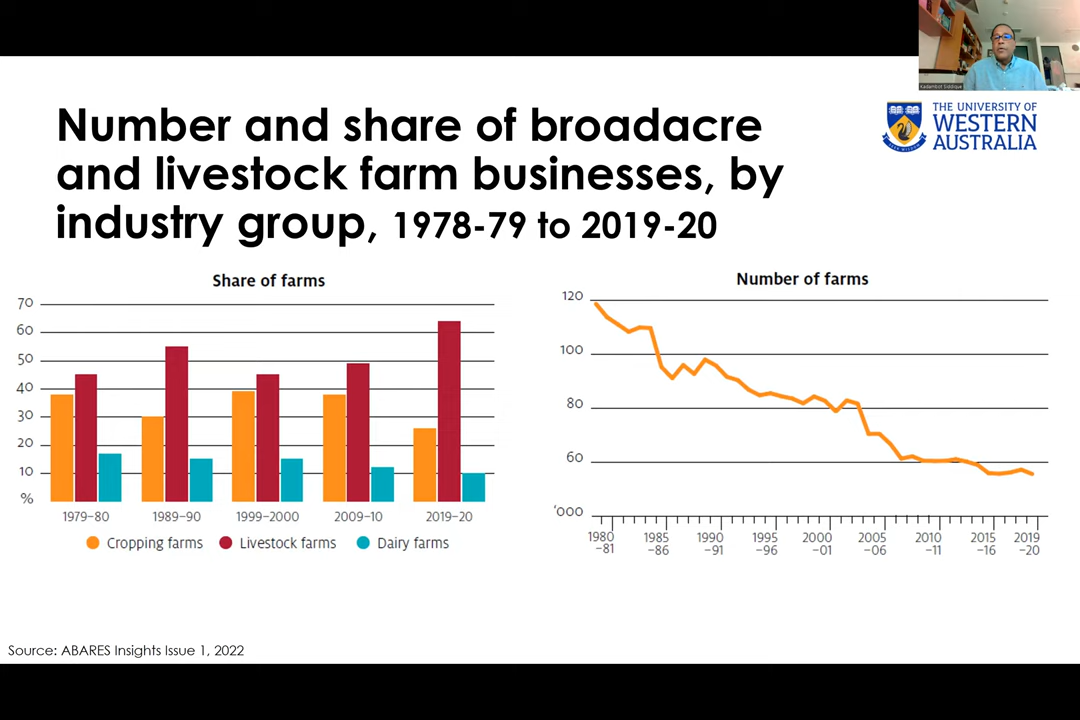 Kadambot Siddique
THE UNIVERSITY OF
WESTERN
AUSTRALIA
Number and share of broadacre
and livestock farm businesses, by
industry group, 1978-79 to 2019-20
Share of farms
70
60
50
40
30
20
10
%
1979–80 1989–90 1999–2000 2009–10 2019–20
Cropping farms Livestock farms Dairy farms
Number of farms
120
100
80
60
'000
1980 1985 1990 1995 2000 2005 2010 2015 2019
–81 –86 –91 –96 –01 –06 –11 –16 –20
Source: ABARES Insights Issue 1, 2022